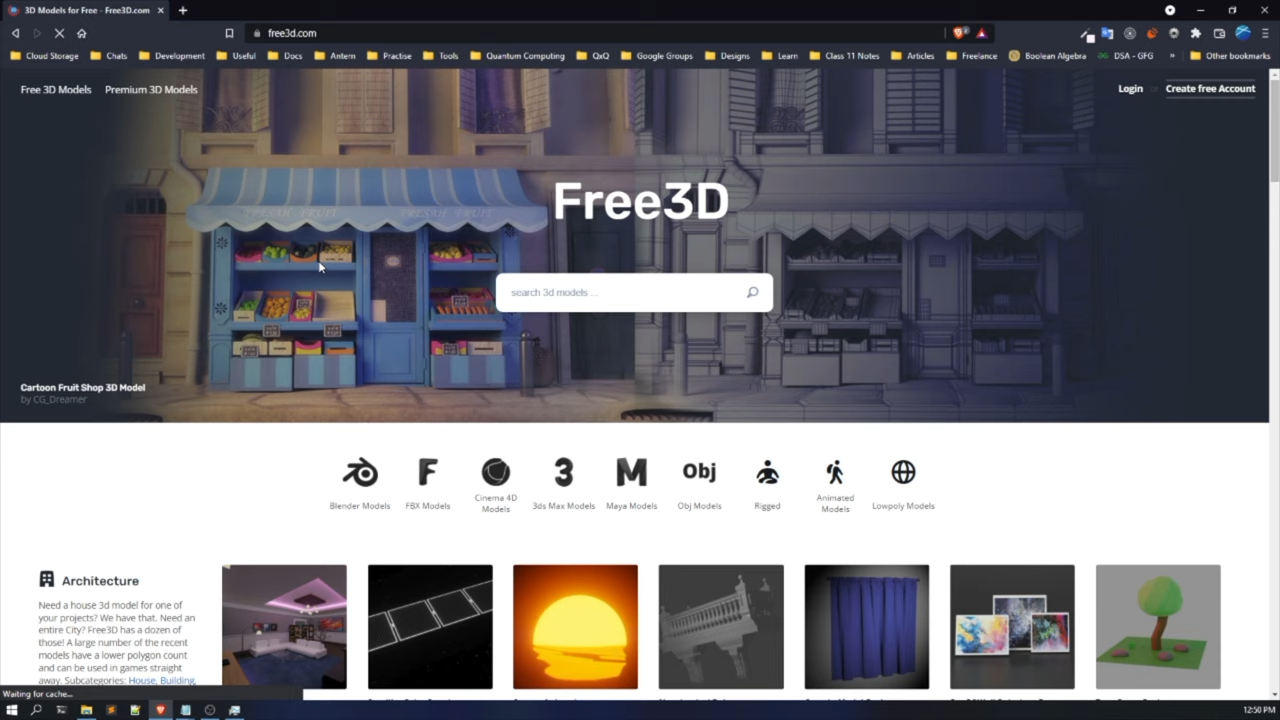 3D Models for Free - Free3D.com
free3d.com
Cloud Storage
Chats
Development
Useful
Docs
Antern
Practise
Tools
Quantum Computing
QxQ
Google Groups
Designs
Learn
Class 11 Notes
Articles
Freelance
Boolean Algebra
DSA - GFG
»
Other bookmarks
Free 3D Models
Premium 3D Models
Login
or
Create free Account
FRESH FRUIT
FRESH FRUIT
Free3D
search 3d models ...
Cartoon Fruit Shop 3D Model
by CG_Dreamer
F
3
M
Obj
Blender Models
FBX Models
Cinema 4D
Models
3ds Max Models
Maya Models
Obj Models
Rigged
Animated
Models
Lowpoly Models
Architecture
Need a house 3d model for one of
your projects? We have that. Need an
entire City? Free3D has a dozen of
those! A large number of the recent
models have a lower polygon count
and can be used in games straight
away. Subcategories: House, Building,
Waiting for cache...
12:50 PM